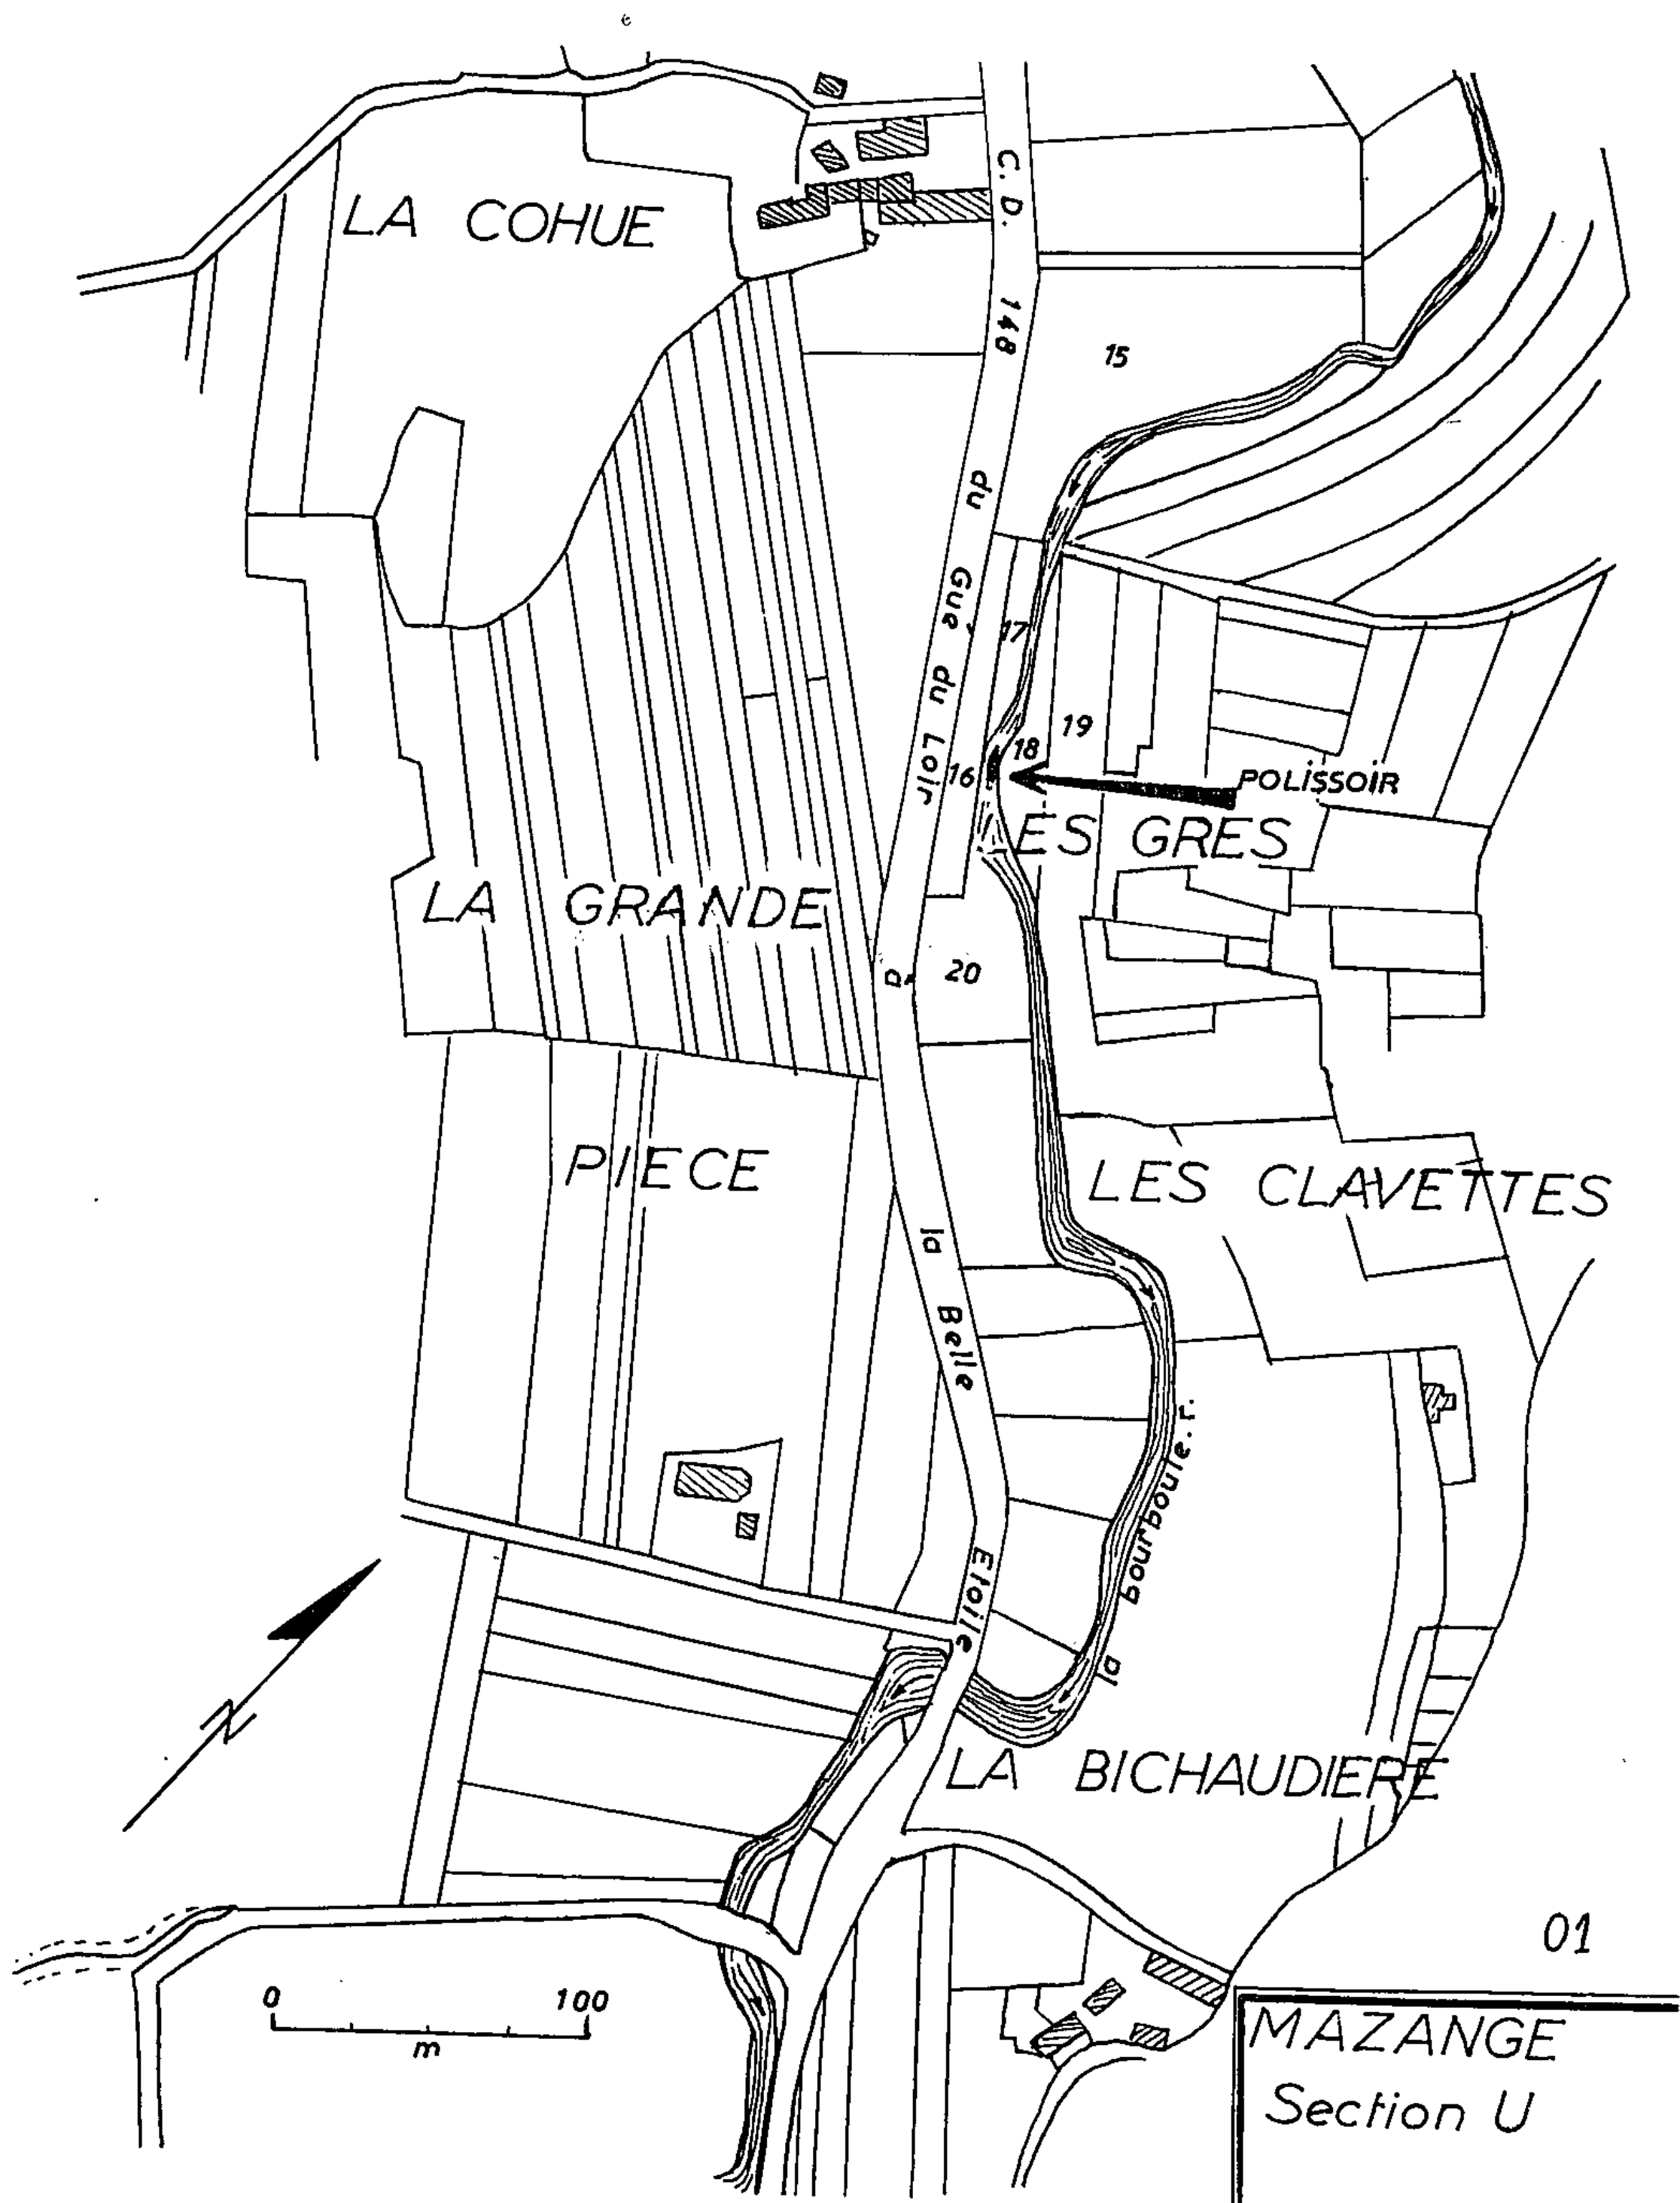 LA COHUE
C.D. 148 du Gue du Loir à la Belle Etoile
15
17
19
18
16
POLISSOIR
LES GRES
LA GRANDE
PIECE
20
LES CLAVETTES
la bourboule. r.
LA BICHAUDIERE
N
0 100
m
01
MAZANGE
Section U